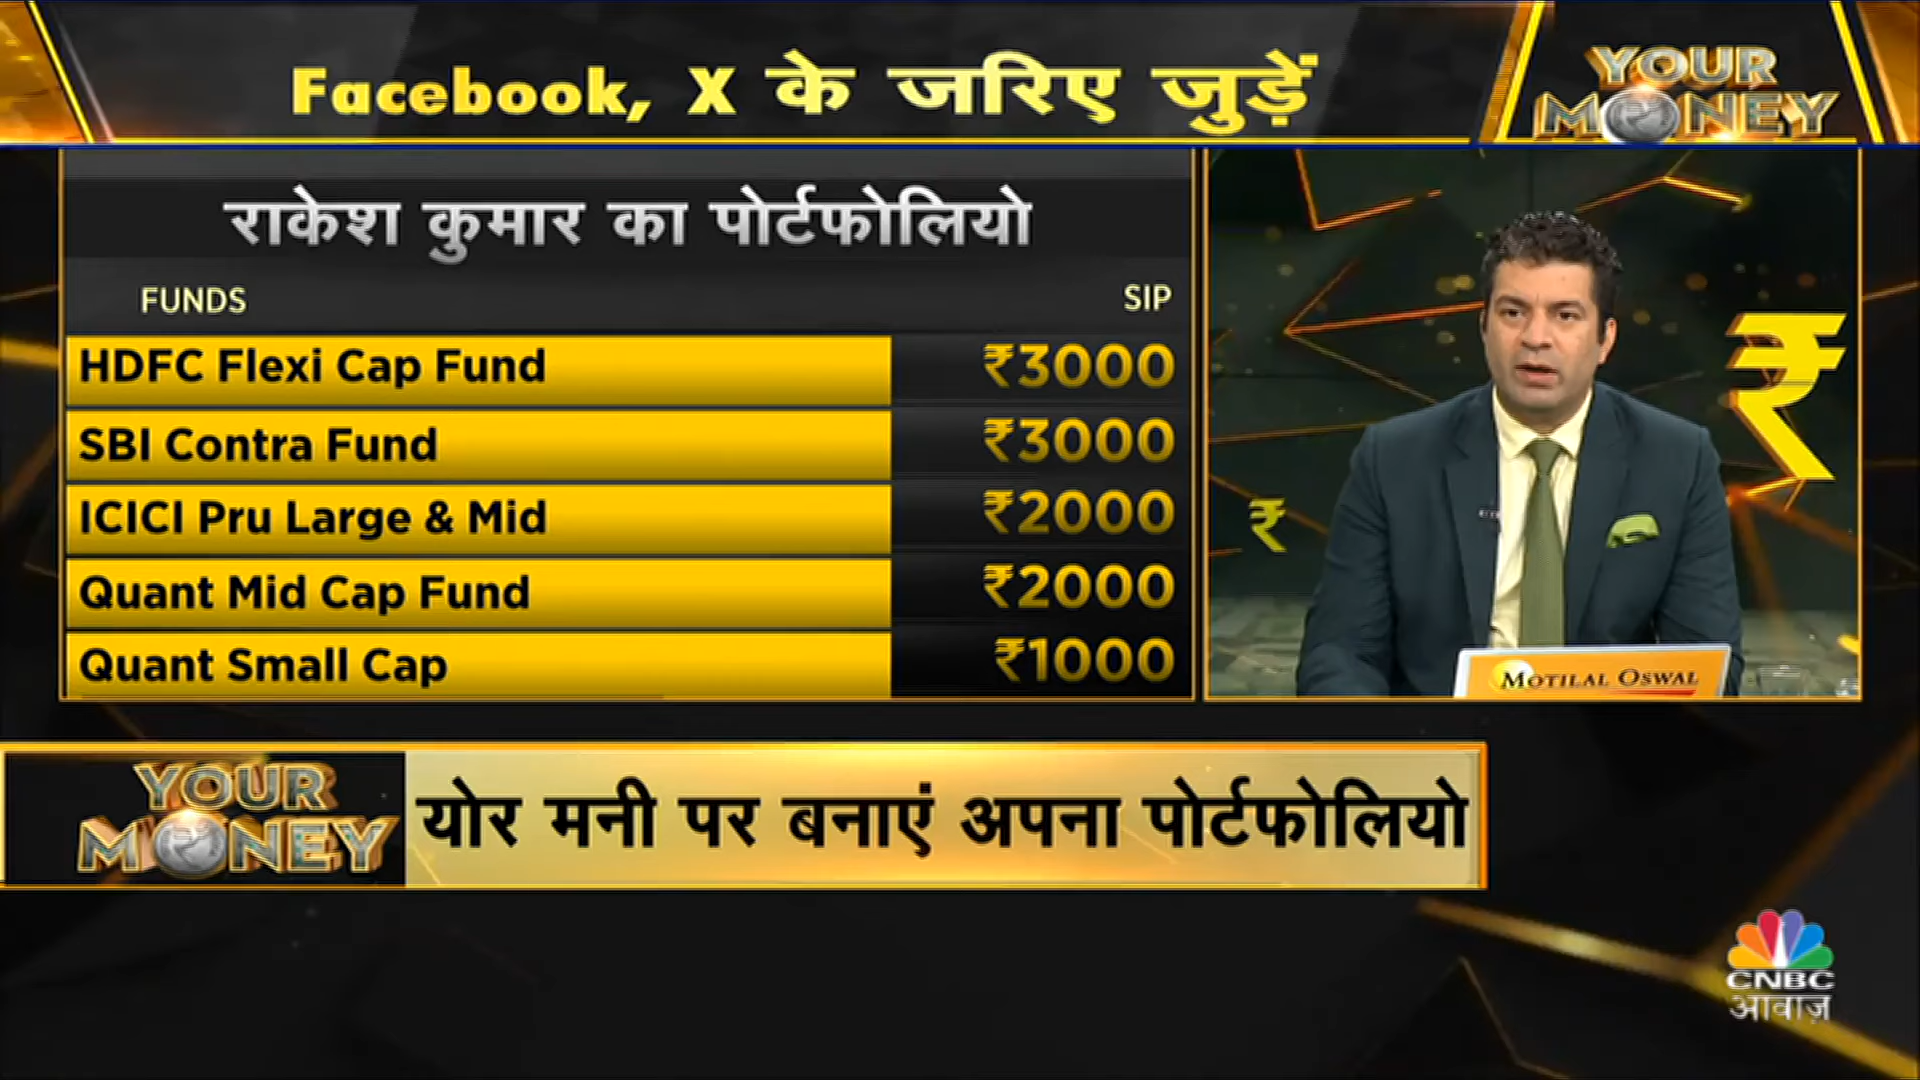 Facebook, X के जरिए जुड़ें
YOUR
MONEY
राकेश कुमार का पोर्टफोलियो
FUNDS SIP
HDFC Flexi Cap Fund ₹3000
SBI Contra Fund ₹3000
ICICI Pru Large & Mid ₹2000
Quant Mid Cap Fund ₹2000
Quant Small Cap ₹1000
₹
₹
MOTILAL OSWAL
YOUR
MONEY
योर मनी पर बनाएं अपना पोर्टफोलियो
CNBC
आवाज़